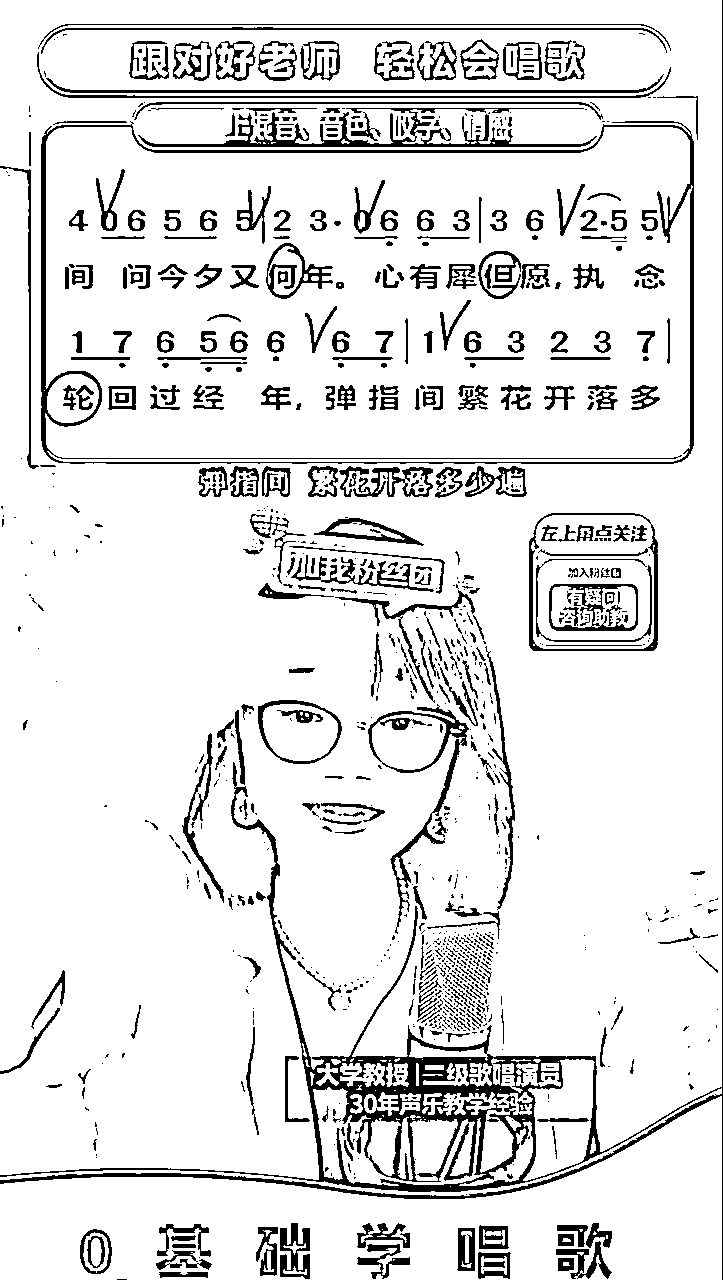 跟对好老师 轻松会唱歌
上混音、音色、咬字、情感
4 0 6 5 6 5 | 2 3· 0 6 6 3 | 3 6 2·5 5 |
间 问今夕又何年。 心有犀但愿, 执 念
1 7 6 5 6 6 6 7 | 1 6 3 2 3 7 |
轮回过经 年, 弹指间繁花开落多
弹指间 繁花开落多少遍
左上角点关注
加入粉丝团
加我粉丝团
有疑问
咨询助教
大学教授 | 二级歌唱演员
30年声乐教学经验
0 基 础 学 唱 歌